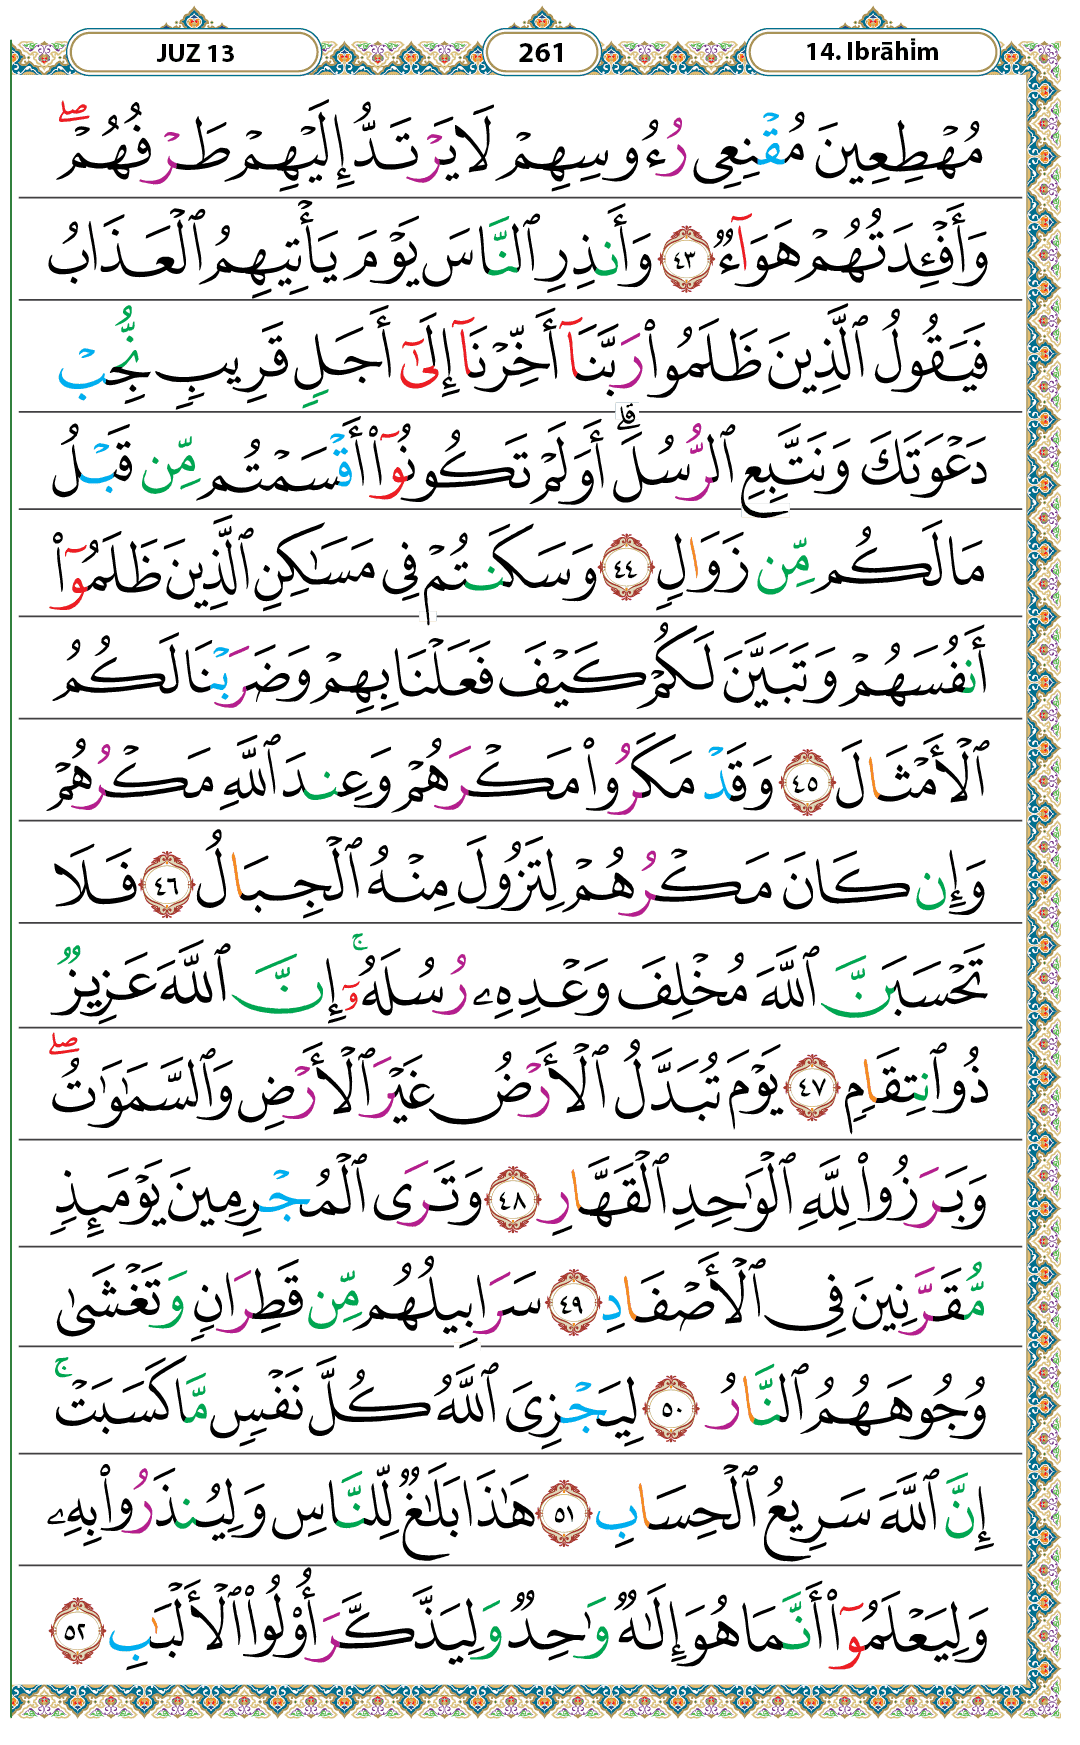 JUZ 13 261 14. Ibrāhīm
مُهْطِعِينَ مُقْنِعِى رُءُوسِهِمْ لَا يَرْتَدُّ إِلَيْهِمْ طَرْفُهُمْ ۖ
وَأَفْـِٔدَتُهُمْ هَوَآءٌ ٤٣ وَأَنذِرِ ٱلنَّاسَ يَوْمَ يَأْتِيهِمُ ٱلْعَذَابُ
فَيَقُولُ ٱلَّذِينَ ظَلَمُوا۟ رَبَّنَآ أَخِّرْنَآ إِلَىٰٓ أَجَلٍ قَرِيبٍ نُّجِبْ
دَعْوَتَكَ وَنَتَّبِعِ ٱلرُّسُلَ ۗ أَوَلَمْ تَكُونُوٓا۟ أَقْسَمْتُم مِّن قَبْلُ
مَا لَكُم مِّن زَوَالٍ ٤٤ وَسَكَنتُمْ فِى مَسَـٰكِنِ ٱلَّذِينَ ظَلَمُوٓا۟
أَنفُسَهُمْ وَتَبَيَّنَ لَكُمْ كَيْفَ فَعَلْنَا بِهِمْ وَضَرَبْنَا لَكُمُ
ٱلْأَمْثَالَ ٤٥ وَقَدْ مَكَرُوا۟ مَكْرَهُمْ وَعِندَ ٱللَّهِ مَكْرُهُمْ
وَإِن كَانَ مَكْرُهُمْ لِتَزُولَ مِنْهُ ٱلْجِبَالُ ٤٦ فَلَا
تَحْسَبَنَّ ٱللَّهَ مُخْلِفَ وَعْدِهِۦ رُسُلَهُۥٓ ۚ إِنَّ ٱللَّهَ عَزِيزٌ
ذُو ٱنتِقَامٍ ٤٧ يَوْمَ تُبَدَّلُ ٱلْأَرْضُ غَيْرَ ٱلْأَرْضِ وَٱلسَّمَـٰوَٰتُ ۖ
وَبَرَزُوا۟ لِلَّهِ ٱلْوَٰحِدِ ٱلْقَهَّارِ ٤٨ وَتَرَى ٱلْمُجْرِمِينَ يَوْمَئِذٍ
مُّقَرَّنِينَ فِى ٱلْأَصْفَادِ ٤٩ سَرَابِيلُهُم مِّن قَطِرَانٍ وَتَغْشَىٰ
وُجُوهَهُمُ ٱلنَّارُ ٥٠ لِيَجْزِىَ ٱللَّهُ كُلَّ نَفْسٍ مَّا كَسَبَتْ ۚ
إِنَّ ٱللَّهَ سَرِيعُ ٱلْحِسَابِ ٥١ هَـٰذَا بَلَـٰغٌ لِّلنَّاسِ وَلِيُنذَرُوا۟ بِهِۦ
وَلِيَعْلَمُوٓا۟ أَنَّمَا هُوَ إِلَـٰهٌ وَٰحِدٌ وَلِيَذَّكَّرَ أُو۟لُوا۟ ٱلْأَلْبَـٰبِ ٥٢